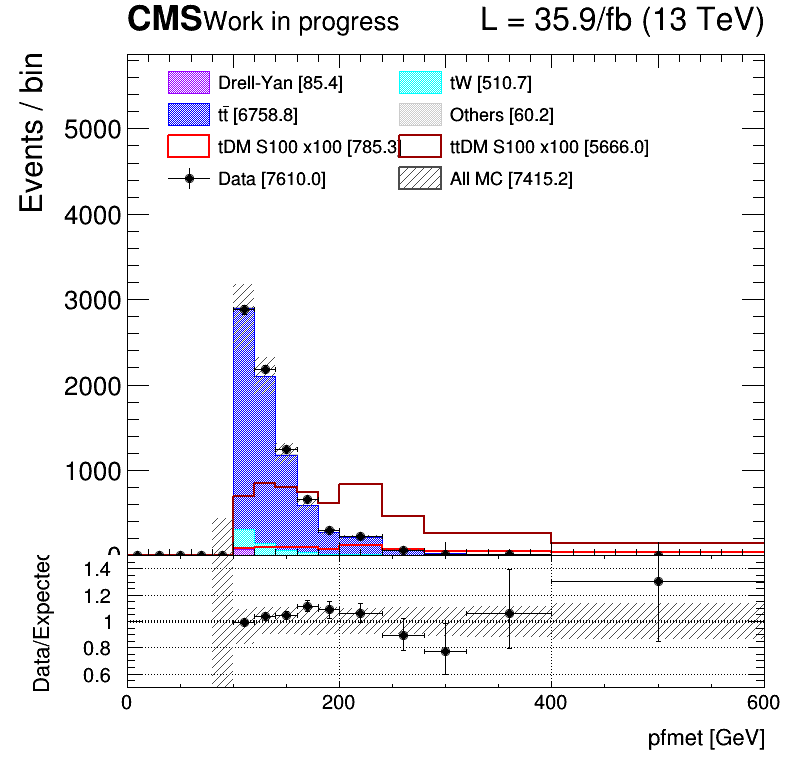 CMS Work in progress L = 35.9/fb (13 TeV)
Events / bin
Drell-Yan [85.4] tW [510.7]
tt̄ [6758.8] Others [60.2]
tDM S100 x100 [785.3] ttDM S100 x100 [5666.0]
Data [7610.0] All MC [7415.2]
5000
4000
3000
2000
1000
0
Data/Expected
1.4
1.2
1
0.8
0.6
0 200 400 600
pfmet [GeV]